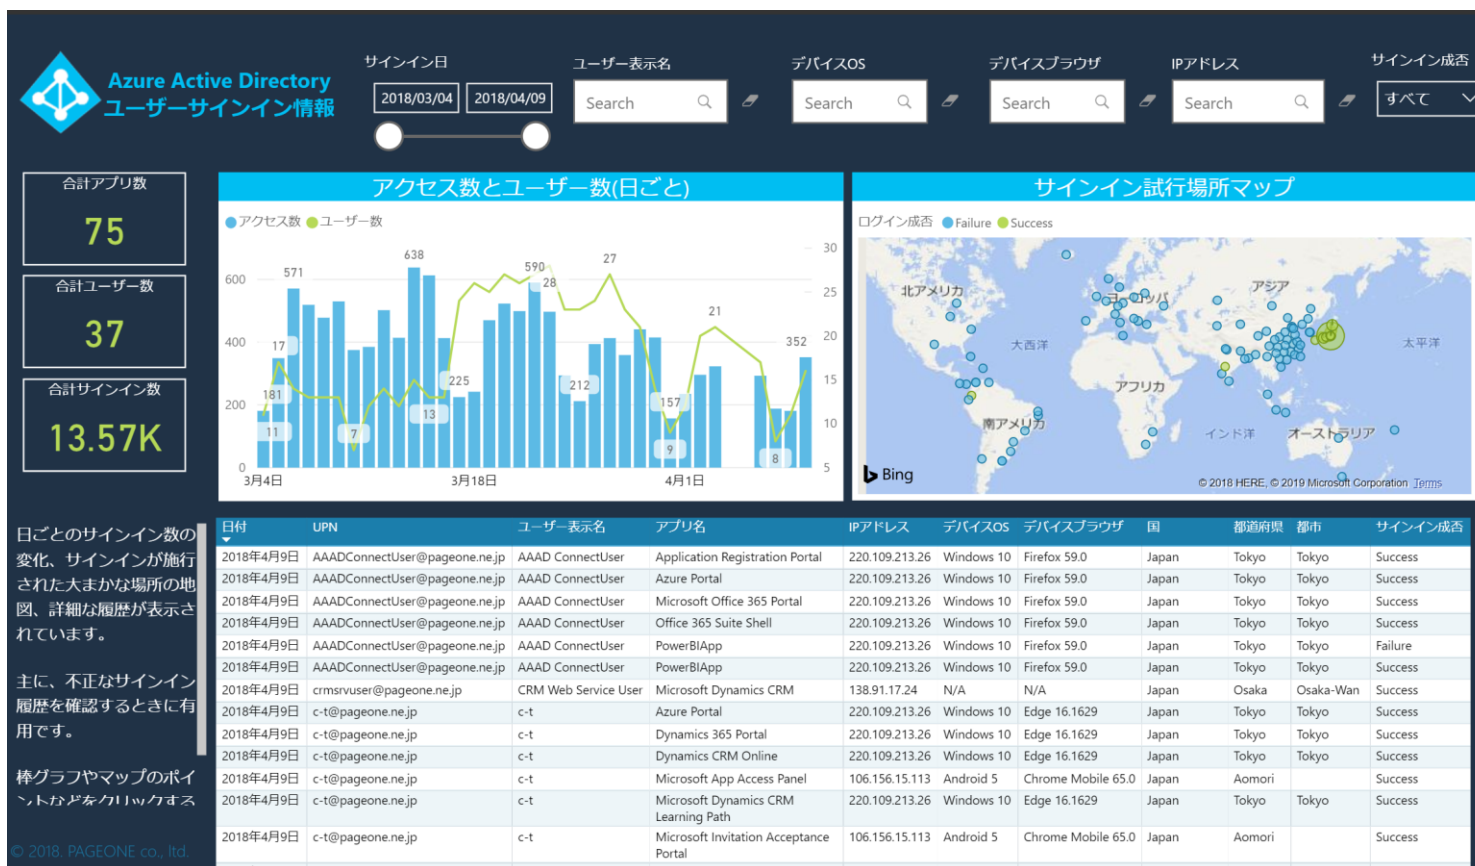 Azure Active Directory
ユーザーサインイン情報
サインイン日
2018/03/04 2018/04/09
ユーザー表示名
Search
デバイスOS
Search
デバイスブラウザ
Search
IPアドレス
Search
サインイン成否
すべて
合計アプリ数
75
合計ユーザー数
37
合計サインイン数
13.57K
アクセス数とユーザー数(日ごと)
アクセス数 ユーザー数
600
400
200
0
30
25
20
15
10
5
571
638
590
28
27
21
352
17
181
11
7
13
225
212
157
9
8
3月4日 3月18日 4月1日
サインイン試行場所マップ
ログイン成否 Failure Success
北アメリカ
ヨーロッパ
アジア
大西洋
太平洋
アフリカ
南アメリカ
インド洋
オーストラリア
Bing
© 2018 HERE, © 2019 Microsoft Corporation Terms
日ごとのサインイン数の
変化、サインインが施行
された大まかな場所の地
図、詳細な履歴が表示さ
れています。
主に、不正なサインイン
履歴を確認するときに有
用です。
棒グラフやマップのポイ
ントなどをクリックする
© 2018. PAGEONE co., ltd.
日付 UPN ユーザー表示名 アプリ名 IPアドレス デバイスOS デバイスブラウザ 国 都道府県 都市 サインイン成否
2018年4月9日 AAADConnectUser@pageone.ne.jp AAAD ConnectUser Application Registration Portal 220.109.213.26 Windows 10 Firefox 59.0 Japan Tokyo Tokyo Success
2018年4月9日 AAADConnectUser@pageone.ne.jp AAAD ConnectUser Azure Portal 220.109.213.26 Windows 10 Firefox 59.0 Japan Tokyo Tokyo Success
2018年4月9日 AAADConnectUser@pageone.ne.jp AAAD ConnectUser Microsoft Office 365 Portal 220.109.213.26 Windows 10 Firefox 59.0 Japan Tokyo Tokyo Success
2018年4月9日 AAADConnectUser@pageone.ne.jp AAAD ConnectUser Office 365 Suite Shell 220.109.213.26 Windows 10 Firefox 59.0 Japan Tokyo Tokyo Success
2018年4月9日 AAADConnectUser@pageone.ne.jp AAAD ConnectUser PowerBIApp 220.109.213.26 Windows 10 Firefox 59.0 Japan Tokyo Tokyo Failure
2018年4月9日 AAADConnectUser@pageone.ne.jp AAAD ConnectUser PowerBIApp 220.109.213.26 Windows 10 Firefox 59.0 Japan Tokyo Tokyo Success
2018年4月9日 crmsrvuser@pageone.ne.jp CRM Web Service User Microsoft Dynamics CRM 138.91.17.24 N/A N/A Japan Osaka Osaka-Wan Success
2018年4月9日 c-t@pageone.ne.jp c-t Azure Portal 220.109.213.26 Windows 10 Edge 16.1629 Japan Tokyo Tokyo Success
2018年4月9日 c-t@pageone.ne.jp c-t Dynamics 365 Portal 220.109.213.26 Windows 10 Edge 16.1629 Japan Tokyo Tokyo Success
2018年4月9日 c-t@pageone.ne.jp c-t Dynamics CRM Online 220.109.213.26 Windows 10 Edge 16.1629 Japan Tokyo Tokyo Success
2018年4月9日 c-t@pageone.ne.jp c-t Microsoft App Access Panel 106.156.15.113 Android 5 Chrome Mobile 65.0 Japan Aomori Success
2018年4月9日 c-t@pageone.ne.jp c-t Microsoft Dynamics CRM 220.109.213.26 Windows 10 Edge 16.1629 Japan Tokyo Tokyo Success
Learning Path
2018年4月9日 c-t@pageone.ne.jp c-t Microsoft Invitation Acceptance 106.156.15.113 Android 5 Chrome Mobile 65.0 Japan Aomori Success
Portal